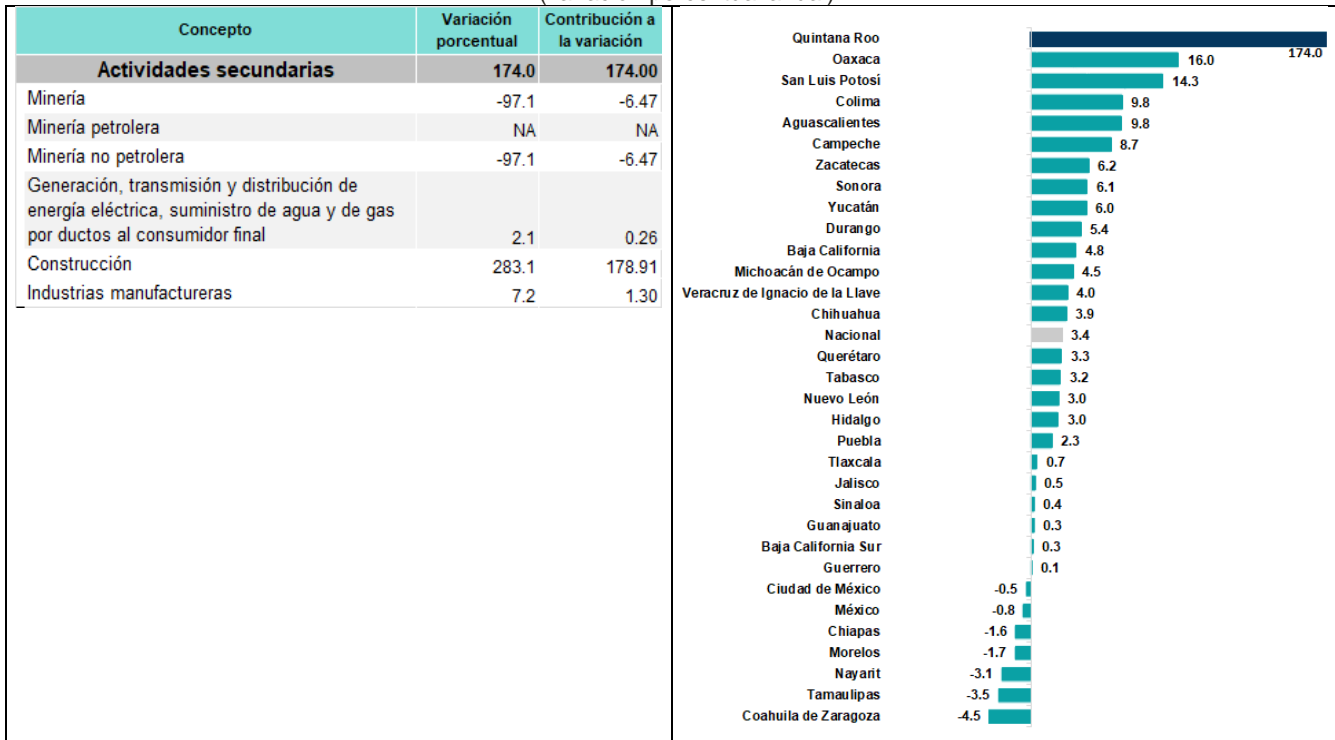 Concepto Variación porcentual Contribución a la variación
Actividades secundarias 174.0 174.00
Minería -97.1 -6.47
Minería petrolera NA NA
Minería no petrolera -97.1 -6.47
Generación, transmisión y distribución de
energía eléctrica, suministro de agua y de gas
por ductos al consumidor final 2.1 0.26
Construcción 283.1 178.91
Industrias manufactureras 7.2 1.30
Quintana Roo 174.0
Oaxaca 16.0
San Luis Potosí 14.3
Colima 9.8
Aguascalientes 9.8
Campeche 8.7
Zacatecas 6.2
Sonora 6.1
Yucatán 6.0
Durango 5.4
Baja California 4.8
Michoacán de Ocampo 4.5
Veracruz de Ignacio de la Llave 4.0
Chihuahua 3.9
Nacional 3.4
Querétaro 3.3
Tabasco 3.2
Nuevo León 3.0
Hidalgo 3.0
Puebla 2.3
Tlaxcala 0.7
Jalisco 0.5
Sinaloa 0.4
Guanajuato 0.3
Baja California Sur 0.3
Guerrero 0.1
Ciudad de México -0.5
México -0.8
Chiapas -1.6
Morelos -1.7
Nayarit -3.1
Tamaulipas -3.5
Coahuila de Zaragoza -4.5